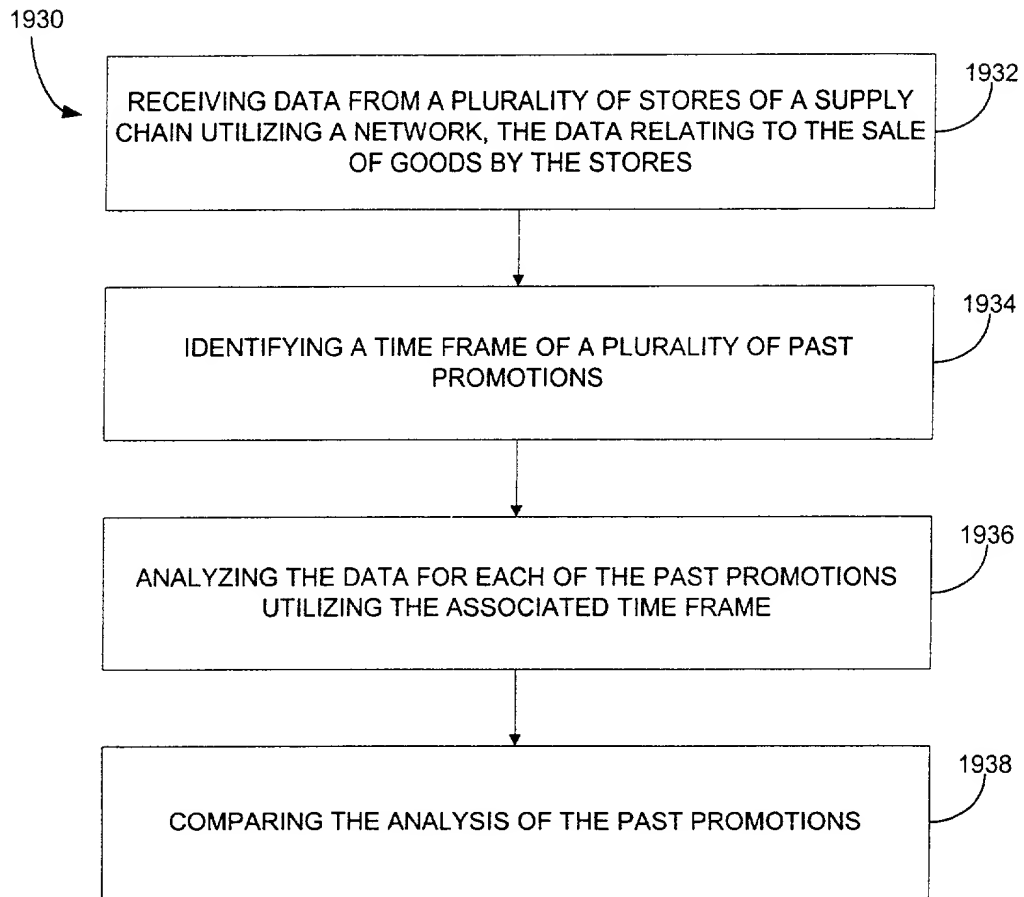 1930
1932
RECEIVING DATA FROM A PLURALITY OF STORES OF A SUPPLY
CHAIN UTILIZING A NETWORK, THE DATA RELATING TO THE SALE
OF GOODS BY THE STORES
1934
IDENTIFYING A TIME FRAME OF A PLURALITY OF PAST
PROMOTIONS
1936
ANALYZING THE DATA FOR EACH OF THE PAST PROMOTIONS
UTILIZING THE ASSOCIATED TIME FRAME
1938
COMPARING THE ANALYSIS OF THE PAST PROMOTIONS